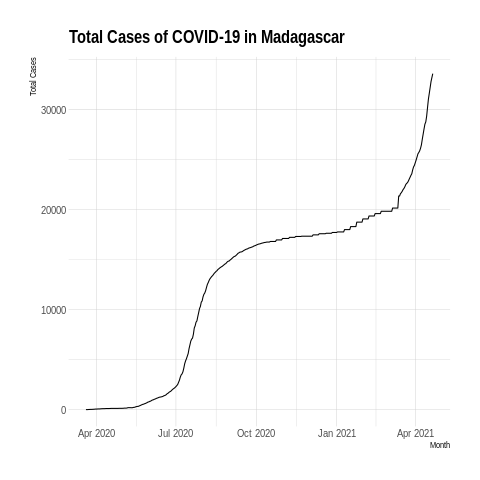 Total Cases of COVID-19 in Madagascar
Total Cases
30000
20000
10000
0
Apr 2020 Jul 2020 Oct 2020 Jan 2021 Apr 2021
Month